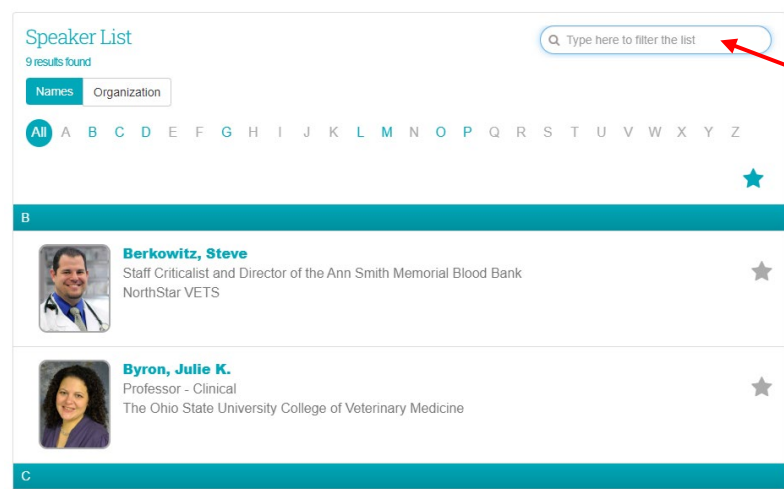 Speaker List
Type here to filter the list
9 results found
Names Organization
All A B C D E F G H I J K L M N O P Q R S T U V W X Y Z
B
Berkowitz, Steve
Staff Criticalist and Director of the Ann Smith Memorial Blood Bank
NorthStar VETS
Byron, Julie K.
Professor - Clinical
The Ohio State University College of Veterinary Medicine
C